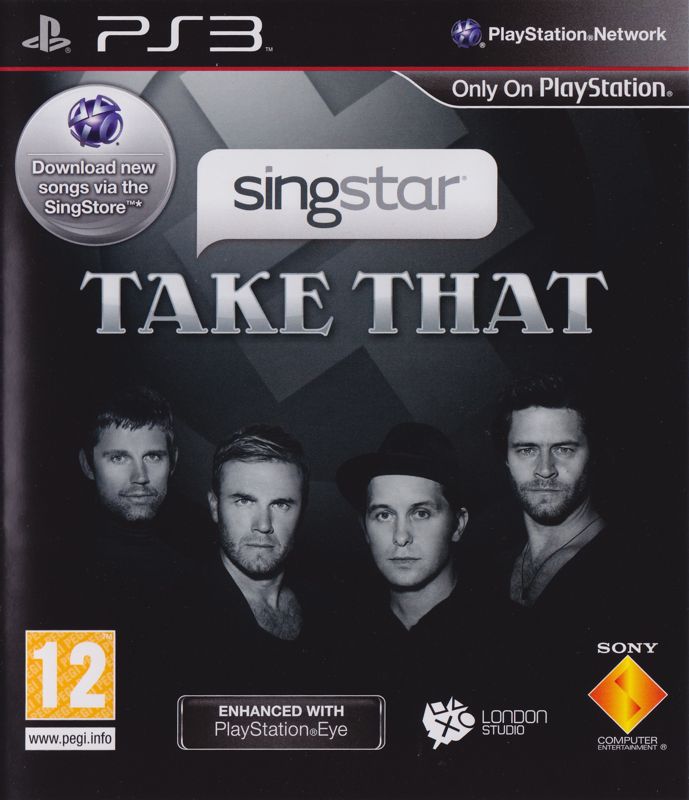 PS3™
PlayStation®Network
Only On PlayStation®
Download new
songs via the
SingStore™*
singstar®
TAKE THAT
12
www.pegi.info
ENHANCED WITH
PlayStation®Eye
LONDON
STUDIO
SONY
COMPUTER
ENTERTAINMENT®